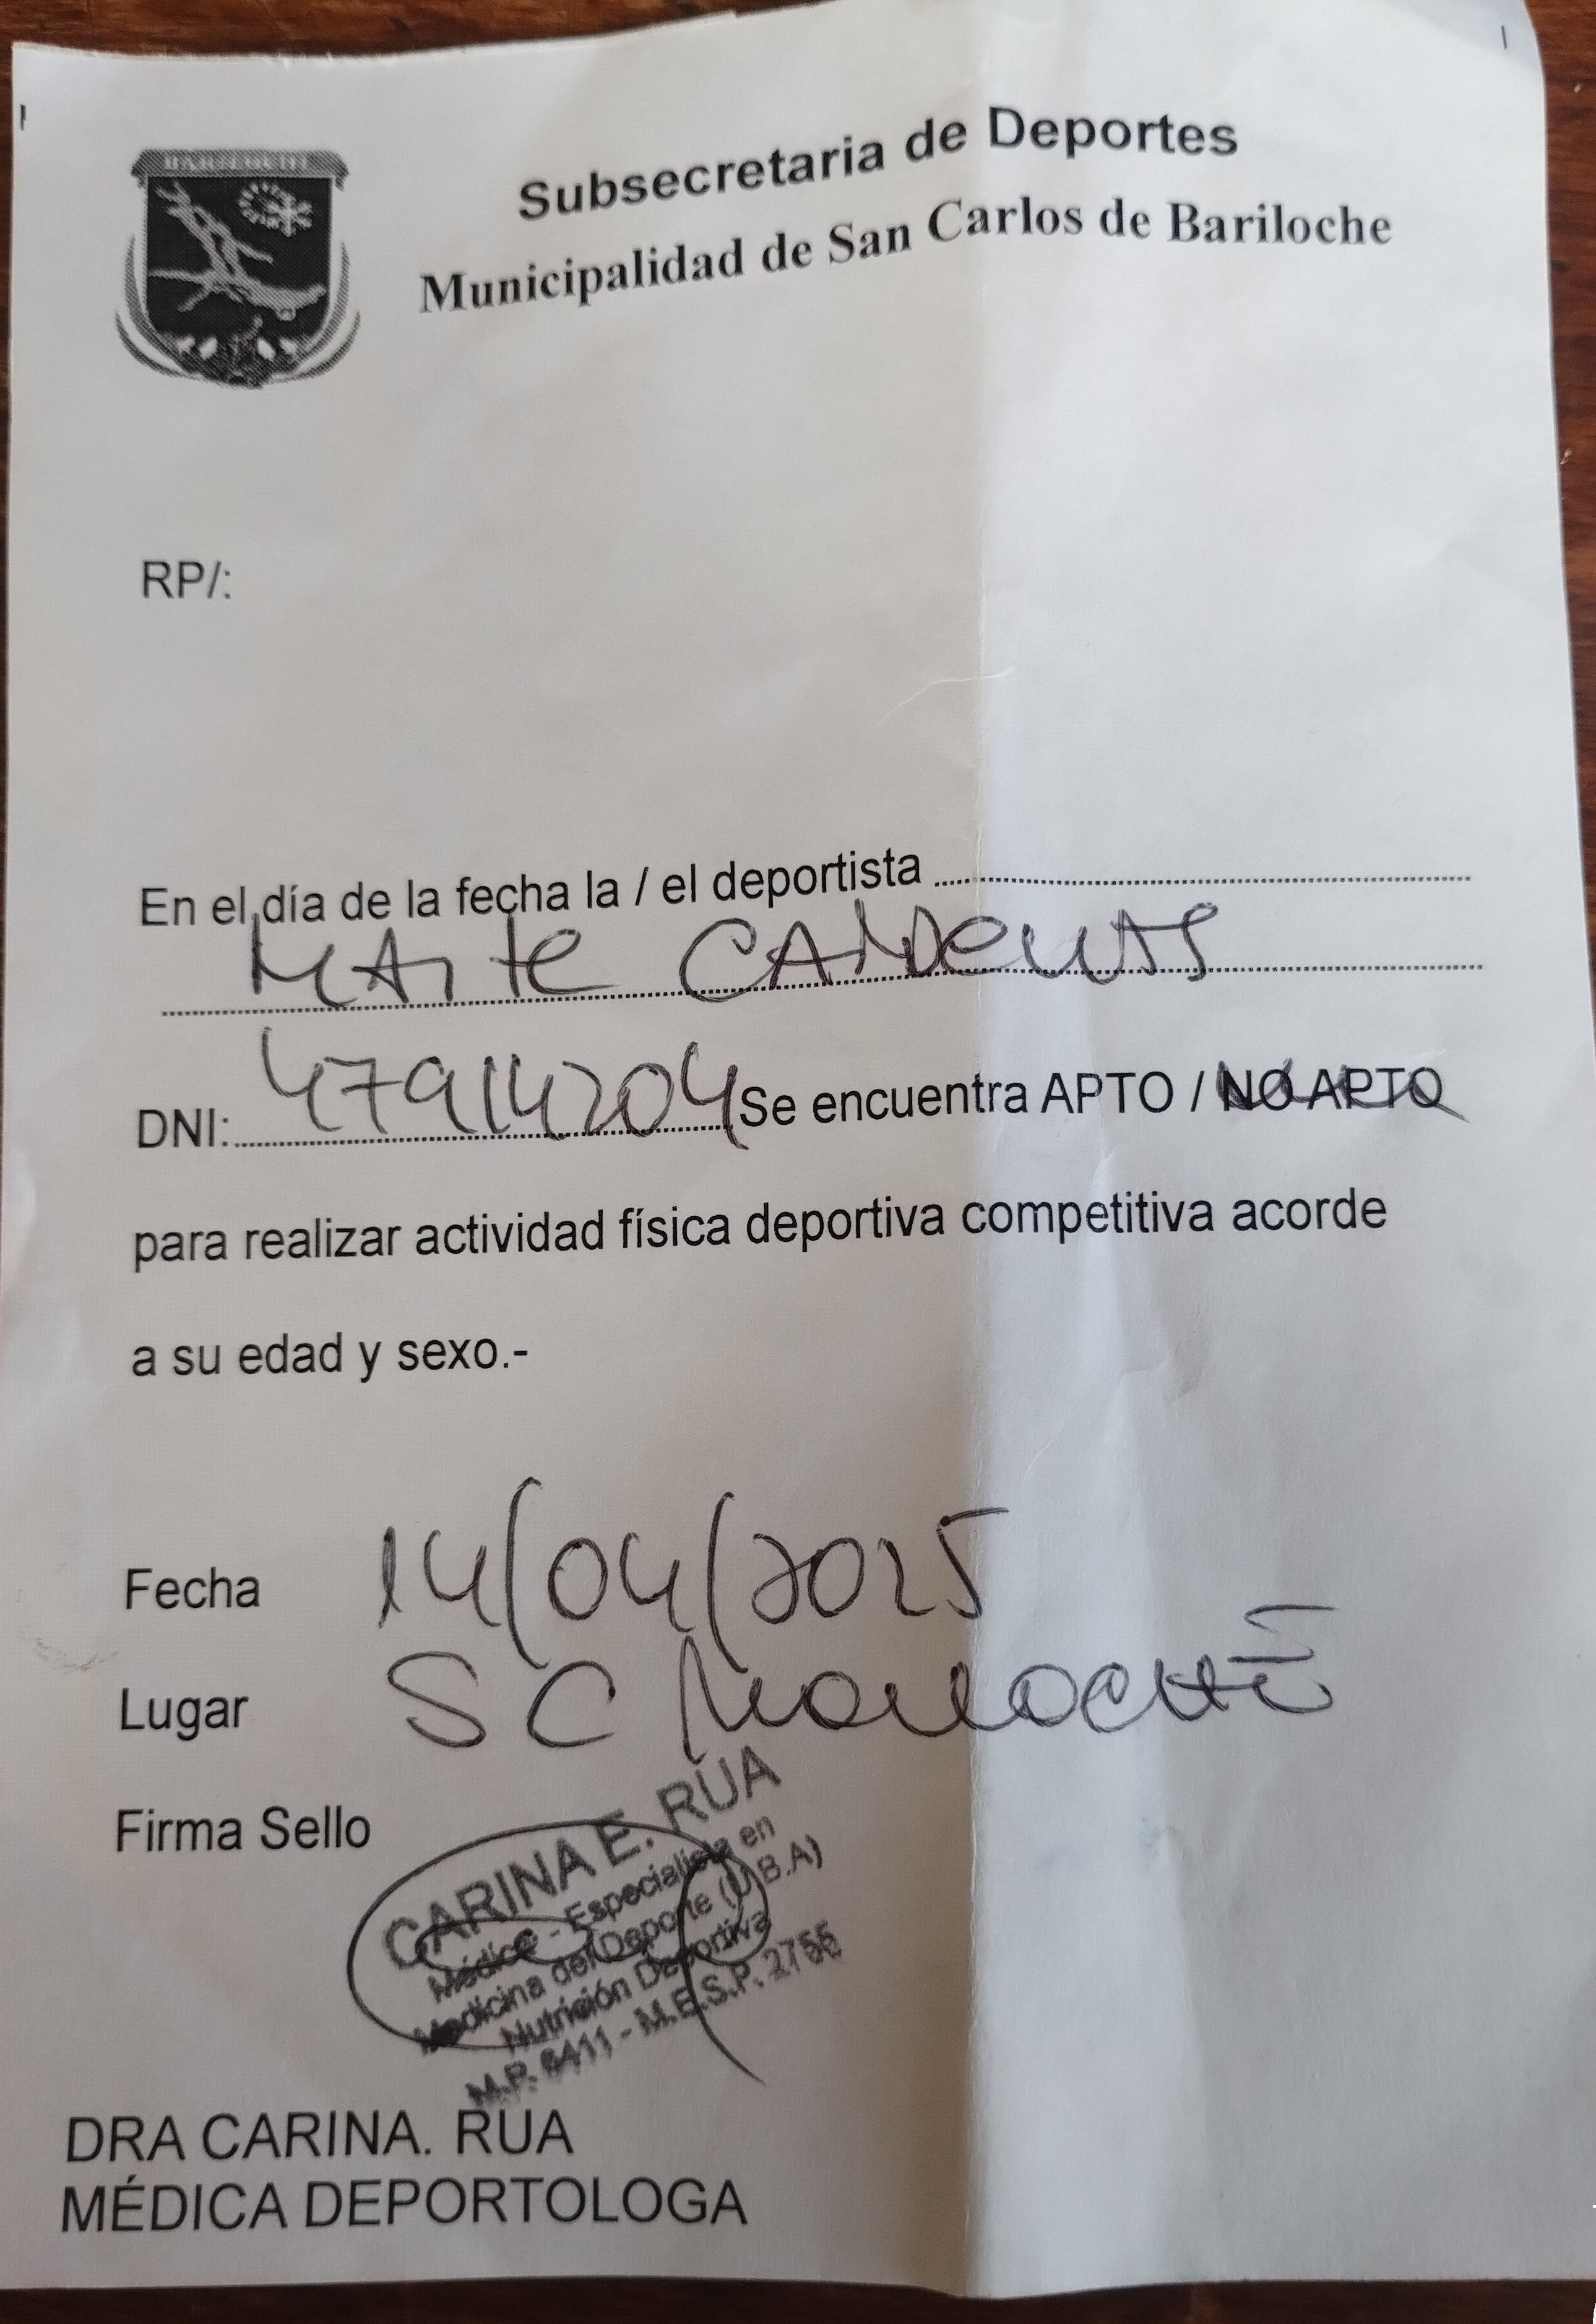 BARILOCHE
Subsecretaria de Deportes
Municipalidad de San Carlos de Bariloche
RP/:
En el día de la fecha la / el deportista
MAITE
DNI: 47914204 Se encuentra APTO / NO APTO
para realizar actividad física deportiva competitiva acorde
a su edad y sexo.-
Fecha 14/04/2025
Lugar SC Bariloche
Firma Sello
CARINA E. RUA
Médica - Especialista en
Medicina del Deporte (U.B.A)
Nutrición Deportiva
M.P. 6411 - M.E.S.P. 2755
DRA CARINA. RUA
MÉDICA DEPORTOLOGA